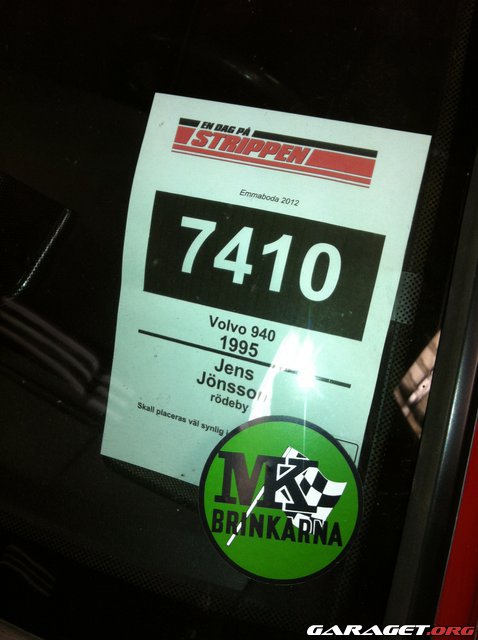 EN DAG PÅ
STRIPPEN
Emmaboda 2012
7410
Volvo 940
1995
Jens
Jönsson
rödeby
Skall placeras väl synlig
MK
BRINKARNA
GARAGET.ORG